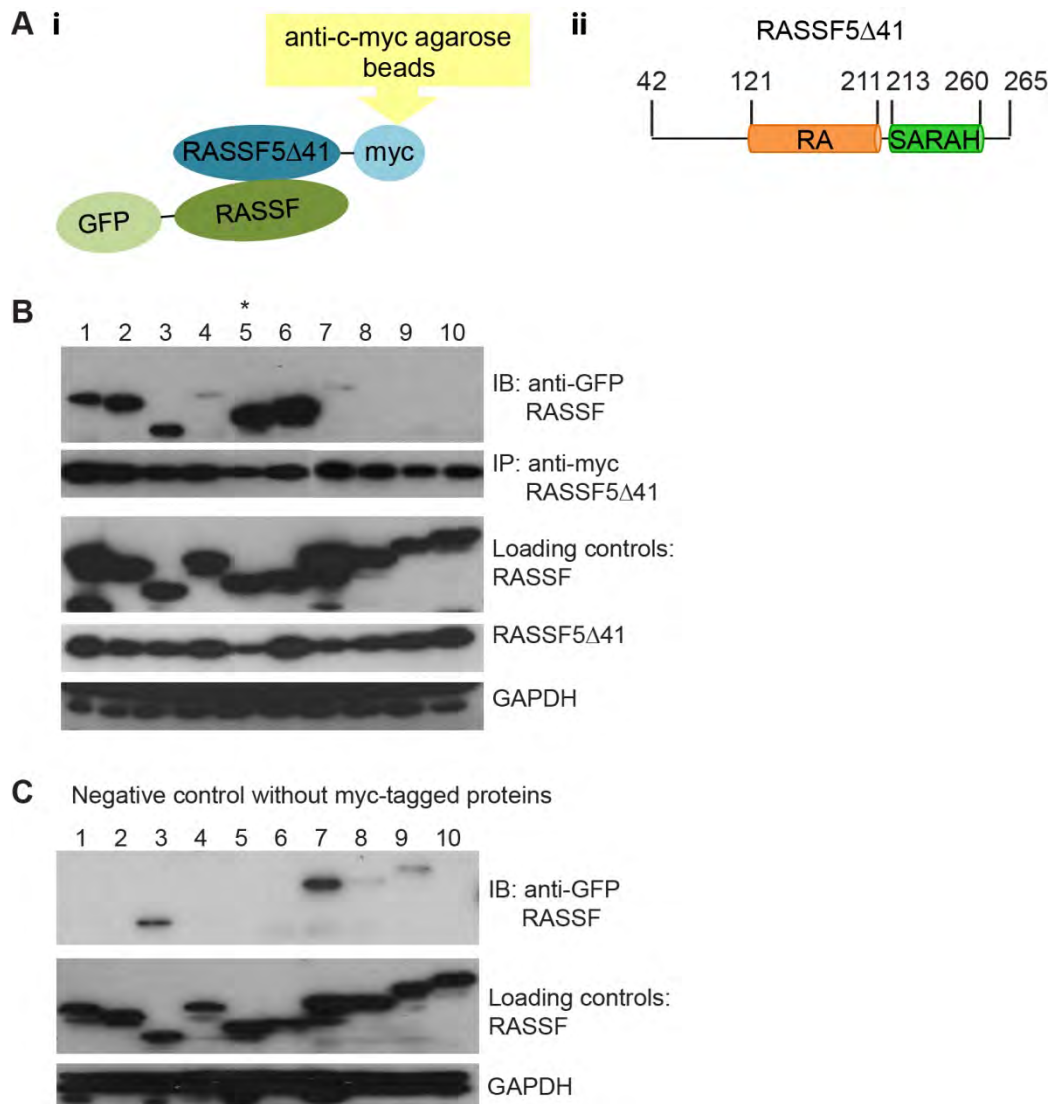 A i
anti-c-myc agarose
beads
RASSF5Δ41
myc
GFP
RASSF
ii
RASSF5Δ41
42 121 211 213 260 265
RA
SARAH
B
*
1 2 3 4 5 6 7 8 9 10
IB: anti-GFP
RASSF
IP: anti-myc
RASSF5Δ41
Loading controls:
RASSF
RASSF5Δ41
GAPDH
C Negative control without myc-tagged proteins
1 2 3 4 5 6 7 8 9 10
IB: anti-GFP
RASSF
Loading controls:
RASSF
GAPDH